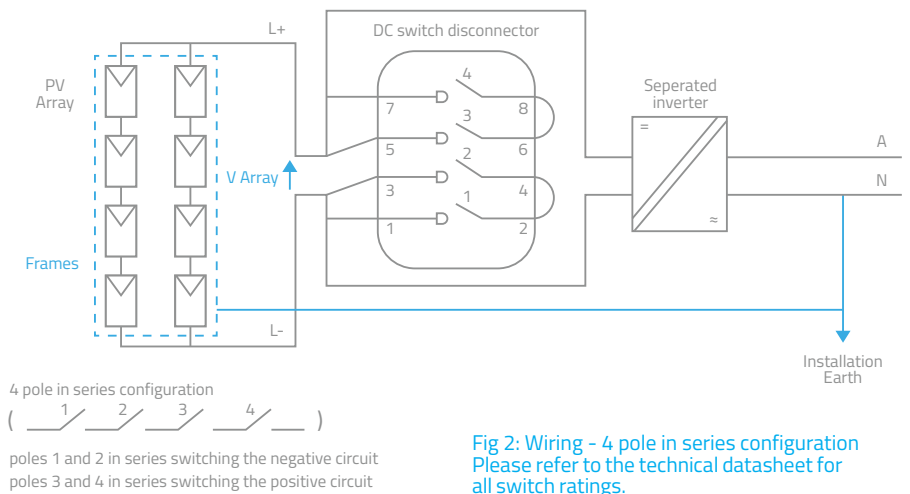 L+
DC switch disconnector
PV
Array
4
7
8
3
Seperated
inverter
=
5
6
A
2
V Array
N
3
4
1
1
2
≈
Frames
L-
Installation
Earth
4 pole in series configuration
( 1 2 3 4 )
poles 1 and 2 in series switching the negative circuit
poles 3 and 4 in series switching the positive circuit
Fig 2: Wiring - 4 pole in series configuration
Please refer to the technical datasheet for
all switch ratings.